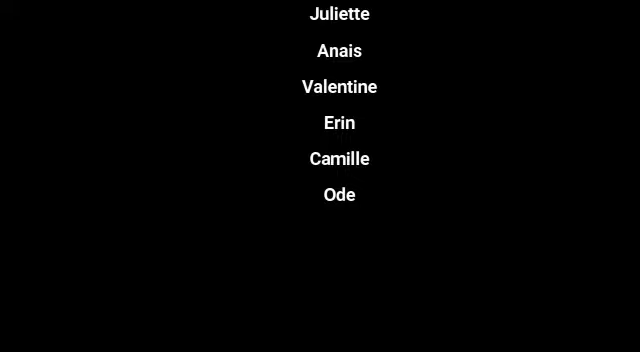 Juliette
Anais
Valentine
Erin
Camille
Ode